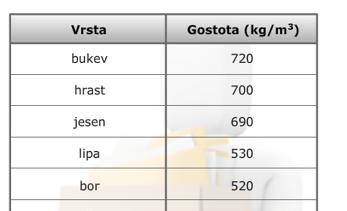 Vrsta Gostota (kg/m³)
bukev 720
hrast 700
jesen 690
lipa 530
bor 520